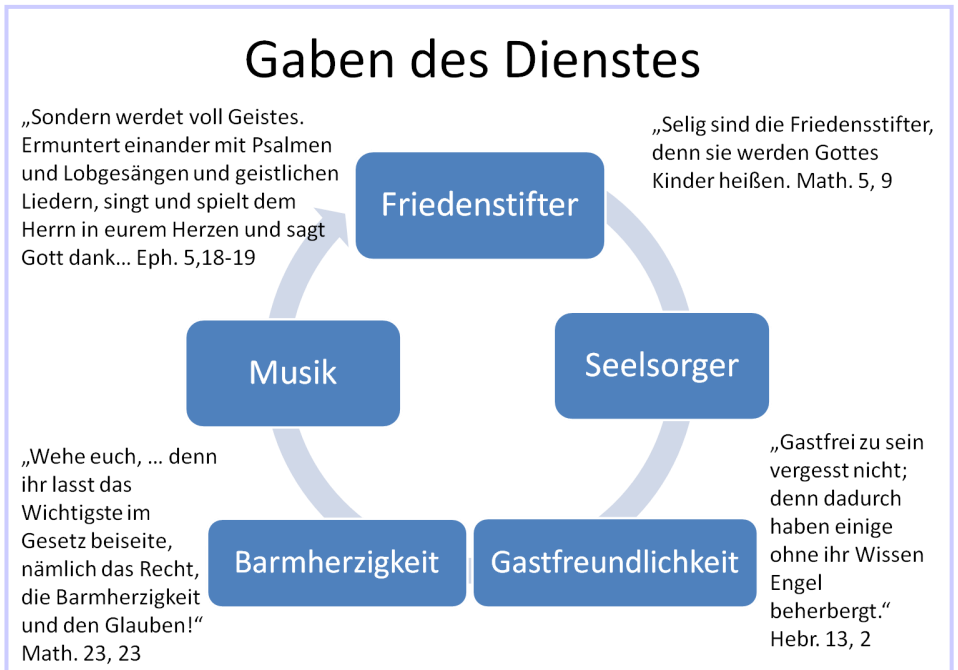 Gaben des Dienstes
„Sondern werdet voll Geistes.
Ermuntert einander mit Psalmen
und Lobgesängen und geistlichen
Liedern, singt und spielt dem
Herrn in eurem Herzen und sagt
Gott dank... Eph. 5,18-19
„Selig sind die Friedensstifter,
denn sie werden Gottes
Kinder heißen. Math. 5, 9
Friedenstifter
Seelsorger
Musik
„Gastfrei zu sein
vergesst nicht;
denn dadurch
haben einige
ohne ihr Wissen
Engel
beherbergt.“
Hebr. 13, 2
Gastfreundlichkeit
Barmherzigkeit
„Wehe euch, ... denn
ihr lasst das
Wichtigste im
Gesetz beiseite,
nämlich das Recht,
die Barmherzigkeit
und den Glauben!“
Math. 23, 23